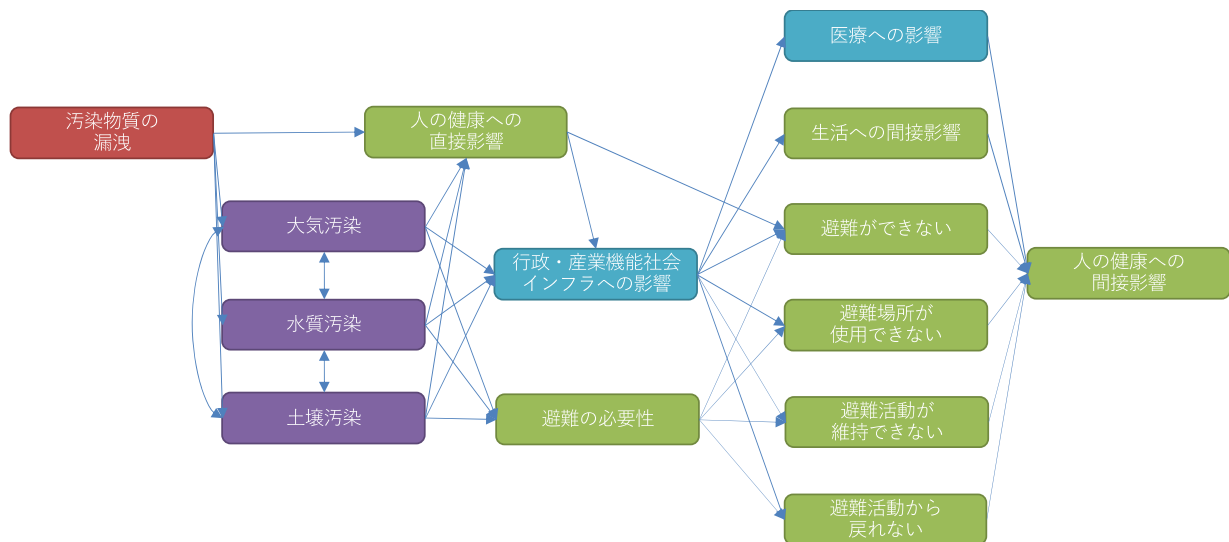 汚染物質の
漏洩
人の健康への
直接影響
大気汚染
水質汚染
土壌汚染
行政・産業機能社会
インフラへの影響
避難の必要性
医療への影響
生活への間接影響
避難ができない
避難場所が
使用できない
避難活動が
維持できない
避難活動から
戻れない
人の健康への
間接影響